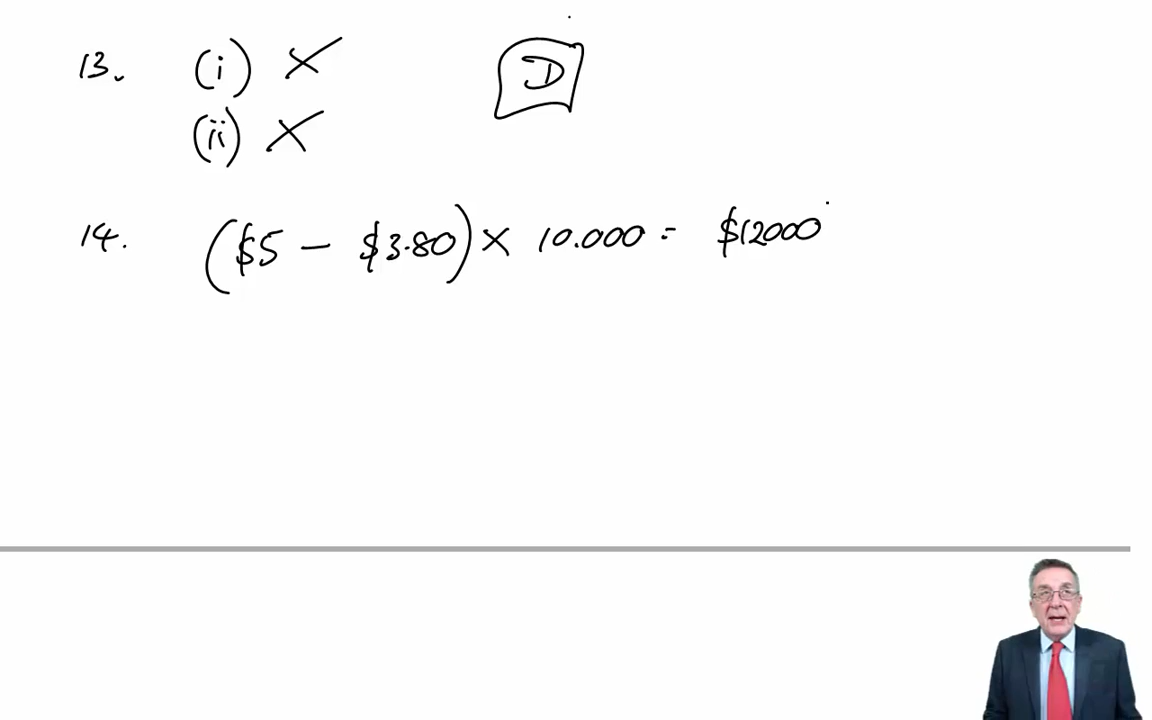 13. (i) X D
(ii) X
14. ($5 - $3.80) X 10.000 = $12000